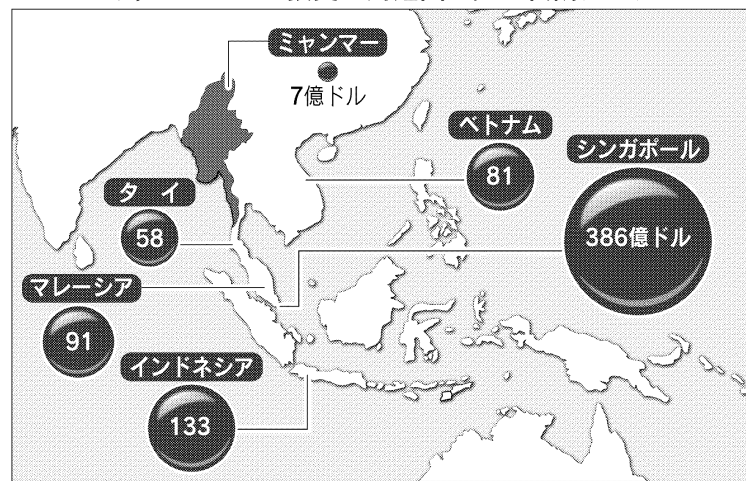 ミャンマー
7億ドル
ベトナム
81
シンガポール
386億ドル
タ イ
58
マレーシア
91
インドネシア
133